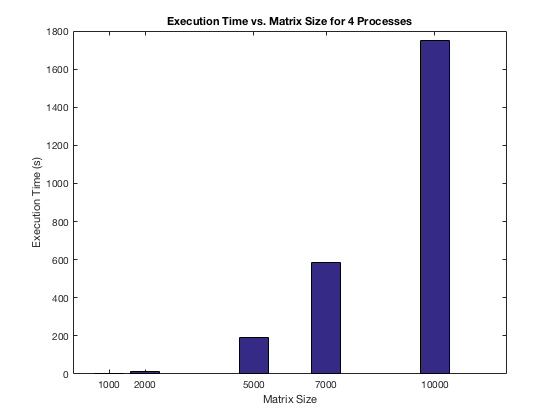 Execution Time vs. Matrix Size for 4 Processes
1800
1600
1400
1200
1000
800
600
400
200
0
Execution Time (s)
1000 2000 5000 7000 10000
Matrix Size